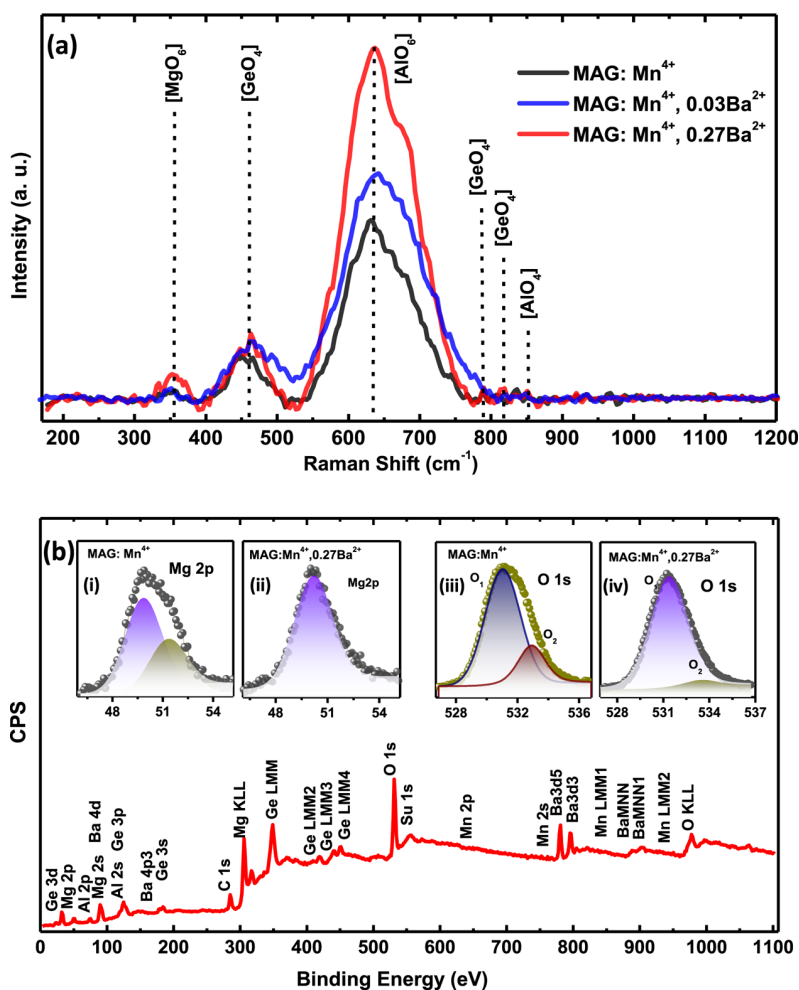 (a)
[MgO₆]
[GeO₄]
[AlO₆]
[GeO₄]
[GeO₄]
[AlO₄]
MAG: Mn⁴⁺
MAG: Mn⁴⁺, 0.03Ba²⁺
MAG: Mn⁴⁺, 0.27Ba²⁺
Intensity (a. u.)
200 300 400 500 600 700 800 900 1000 1100 1200
Raman Shift (cm⁻¹)
(b)
MAG: Mn⁴⁺
(i)
Mg 2p
48 51 54
MAG:Mn⁴⁺,0.27Ba²⁺
(ii)
Mg2p
48 51 54
MAG:Mn⁴⁺
(iii)
O₁
O 1s
O₂
528 532 536
MAG:Mn⁴⁺,0.27Ba²⁺
(iv)
O
O 1s
O₂
528 531 534 537
CPS
Ge 3d
Mg 2p
Al 2p
Mg 2s
Ba 4d
Al 2s
Ge 3p
Ba 4p3
Ge 3s
C 1s
Mg KLL
Ge LMM
Ge LMM2
Ge LMM3
Ge LMM4
O 1s
Su 1s
Mn 2p
Mn 2s
Ba3d5
Ba3d3
Mn LMM1
BaMNN
BaMNN1
Mn LMM2
O KLL
0 100 200 300 400 500 600 700 800 900 1000 1100
Binding Energy (eV)